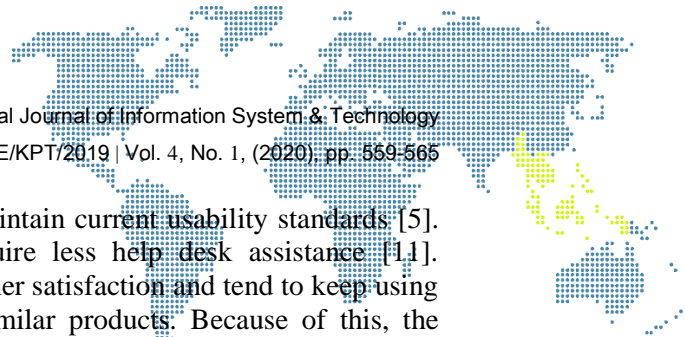 al Journal of Information System & Technology
E/KPT/2019 | Vol. 4, No. 1, (2020), pp. 559-565
intain current usability standards [5].
uire less help desk assistance [11].
er satisfaction and tend to keep using
milar products. Because of this, the